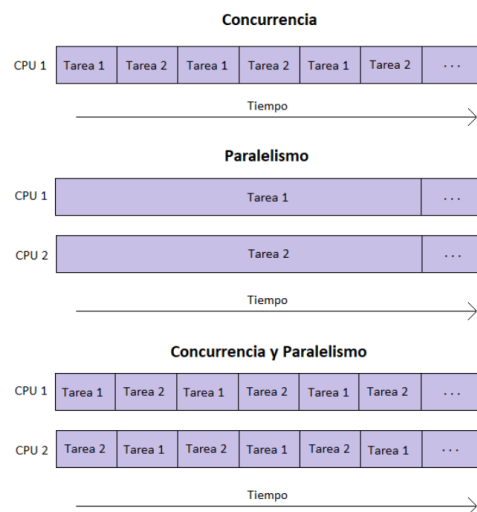 Concurrencia
CPU 1 Tarea 1 Tarea 2 Tarea 1 Tarea 2 Tarea 1 Tarea 2 . . .
Tiempo
Paralelismo
CPU 1 Tarea 1 . . .
CPU 2 Tarea 2 . . .
Tiempo
Concurrencia y Paralelismo
CPU 1 Tarea 1 Tarea 2 Tarea 1 Tarea 2 Tarea 1 Tarea 2 . . .
CPU 2 Tarea 2 Tarea 1 Tarea 2 Tarea 1 Tarea 2 Tarea 1 . . .
Tiempo